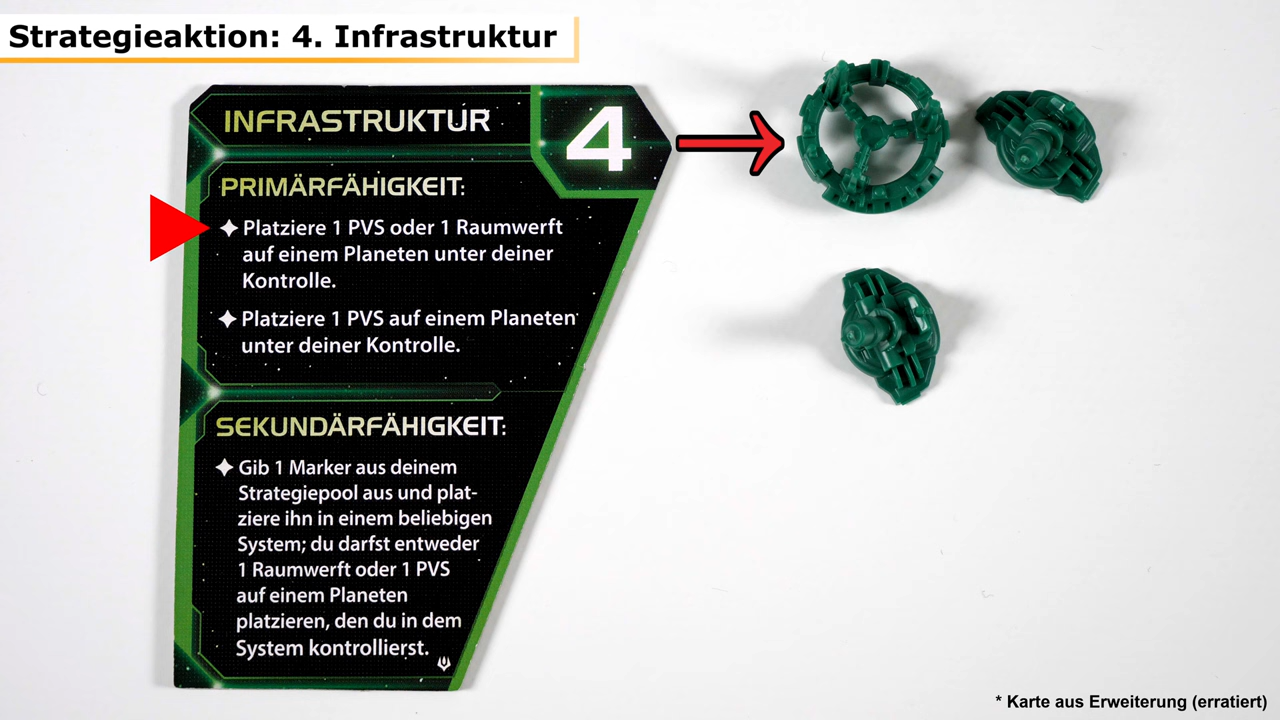 Strategieaktion: 4. Infrastruktur
INFRASTRUKTUR
4
PRIMÄRFÄHIGKEIT:
Platziere 1 PVS oder 1 Raumwerft
auf einem Planeten unter deiner
Kontrolle.
Platziere 1 PVS auf einem Planeten
unter deiner Kontrolle.
SEKUNDÄRFÄHIGKEIT:
Gib 1 Marker aus deinem
Strategiepool aus und plat-
ziere ihn in einem beliebigen
System; du darfst entweder
1 Raumwerft oder 1 PVS
auf einem Planeten
platzieren, den du in dem
System kontrollierst.
* Karte aus Erweiterung (erratiert)